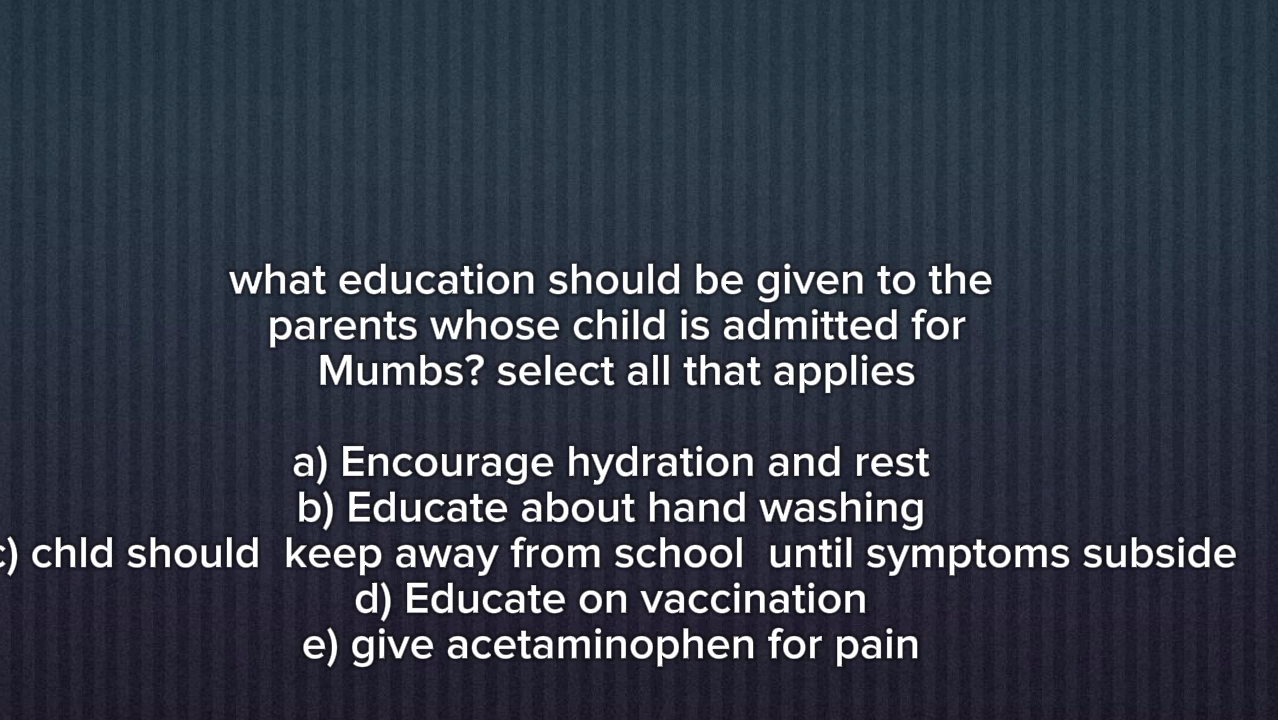 what education should be given to the
parents whose child is admitted for
Mumbs? select all that applies
a) Encourage hydration and rest
b) Educate about hand washing
c) chld should  keep away from school  until symptoms subside
d) Educate on vaccination
e) give acetaminophen for pain